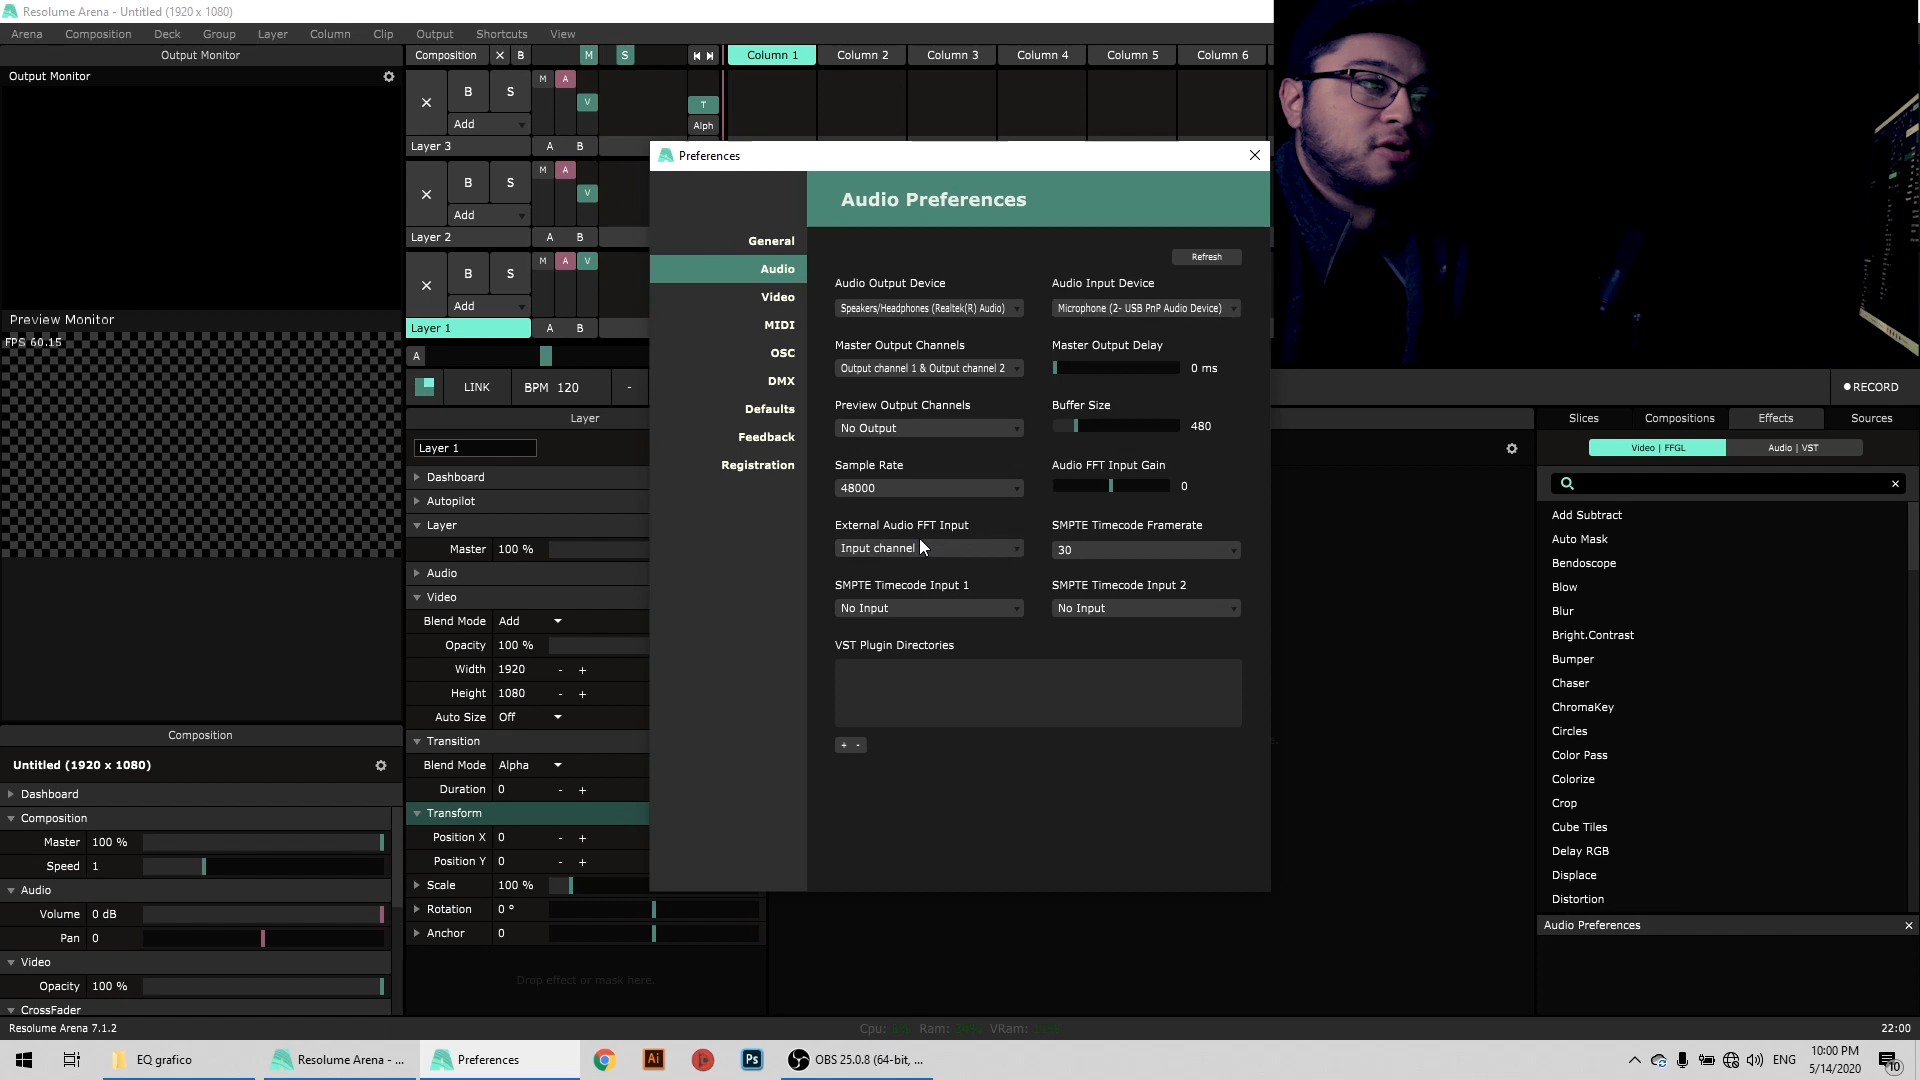 Resolume Arena - Untitled (1920 x 1080)
Arena Composition Deck Group Layer Column Clip Output Shortcuts View
Output Monitor
Output Monitor
Composition × B M S Column 1 Column 2 Column 3 Column 4 Column 5 Column 6
× B S M A V T
Add Alph
Layer 3 A B
× B S M A V
Add
Layer 2 A B
× B S M A V
Add
Layer 1 A B
A
LINK BPM 120 -
RECORD
Preview Monitor
FPS 60.15
Preferences
Audio Preferences
General
Audio
Video
MIDI
OSC
DMX
Defaults
Feedback
Registration
Refresh
Audio Output Device Audio Input Device
Speakers/Headphones (Realtek(R) Audio) Microphone (2- USB PnP Audio Device)
Master Output Channels Master Output Delay
Output channel 1 & Output channel 2 0 ms
Preview Output Channels Buffer Size
No Output 480
Sample Rate Audio FFT Input Gain
48000 0
External Audio FFT Input SMPTE Timecode Framerate
Input channel 30
SMPTE Timecode Input 1 SMPTE Timecode Input 2
No Input No Input
VST Plugin Directories
+ -
Layer
Layer 1
Dashboard
Autopilot
Layer
Master 100 %
Audio
Video
Blend Mode Add
Opacity 100 %
Width 1920 - +
Height 1080 - +
Auto Size Off
Transition
Blend Mode Alpha
Duration 0 - +
Transform
Position X 0 - +
Position Y 0 - +
Scale 100 %
Rotation 0 °
Anchor 0
Drop effect or mask here.
Composition
Untitled (1920 x 1080)
Dashboard
Composition
Master 100 %
Speed 1
Audio
Volume 0 dB
Pan 0
Video
Opacity 100 %
CrossFader
Slices Compositions Effects Sources
Video | FFGL Audio | VST
Add Subtract
Auto Mask
Bendoscope
Blow
Blur
Bright.Contrast
Bumper
Chaser
ChromaKey
Circles
Color Pass
Colorize
Crop
Cube Tiles
Delay RGB
Displace
Distortion
Audio Preferences
Resolume Arena 7.1.2 Cpu: Ram: VRam: 22:00
EQ grafico Resolume Arena - ... Preferences Ai Ps OBS 25.0.8 (64-bit, ... ENG
10:00 PM
5/14/2020
10